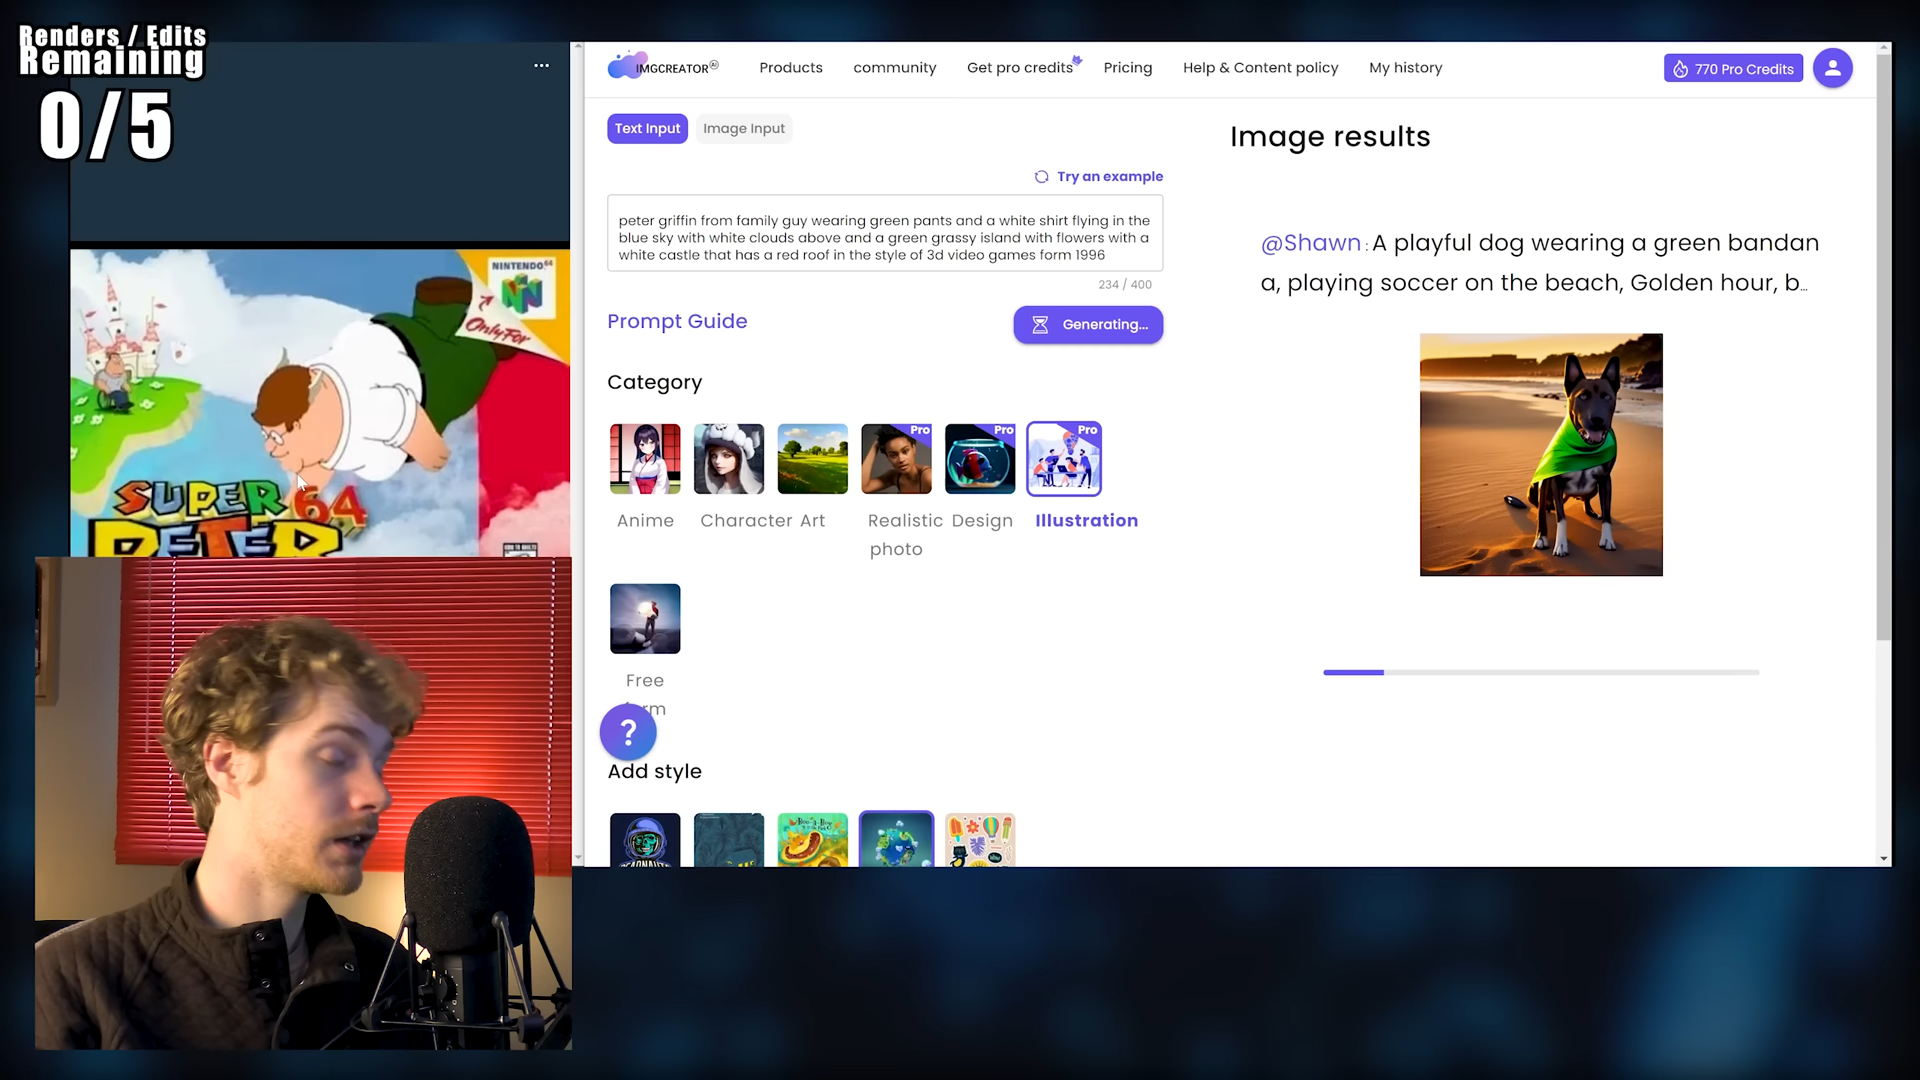 Renders / Edits
Remaining
0/5
...
IMGCREATOR AI
Products
community
Get pro credits
Pricing
Help & Content policy
My history
770 Pro Credits
Text Input
Image Input
Try an example
peter griffin from family guy wearing green pants and a white shirt flying in the
blue sky with white clouds above and a green grassy island with flowers with a
white castle that has a red roof in the style of 3d video games form 1996
234 / 400
Prompt Guide
Generating...
Category
Pro
Pro
Pro
Anime
Character
Art
Realistic
photo
Design
Illustration
Free
?
Add style
Image results
@Shawn : A playful dog wearing a green bandan
a, playing soccer on the beach, Golden hour, b...
NINTENDO 64
Only For
SUPER
PETER
64